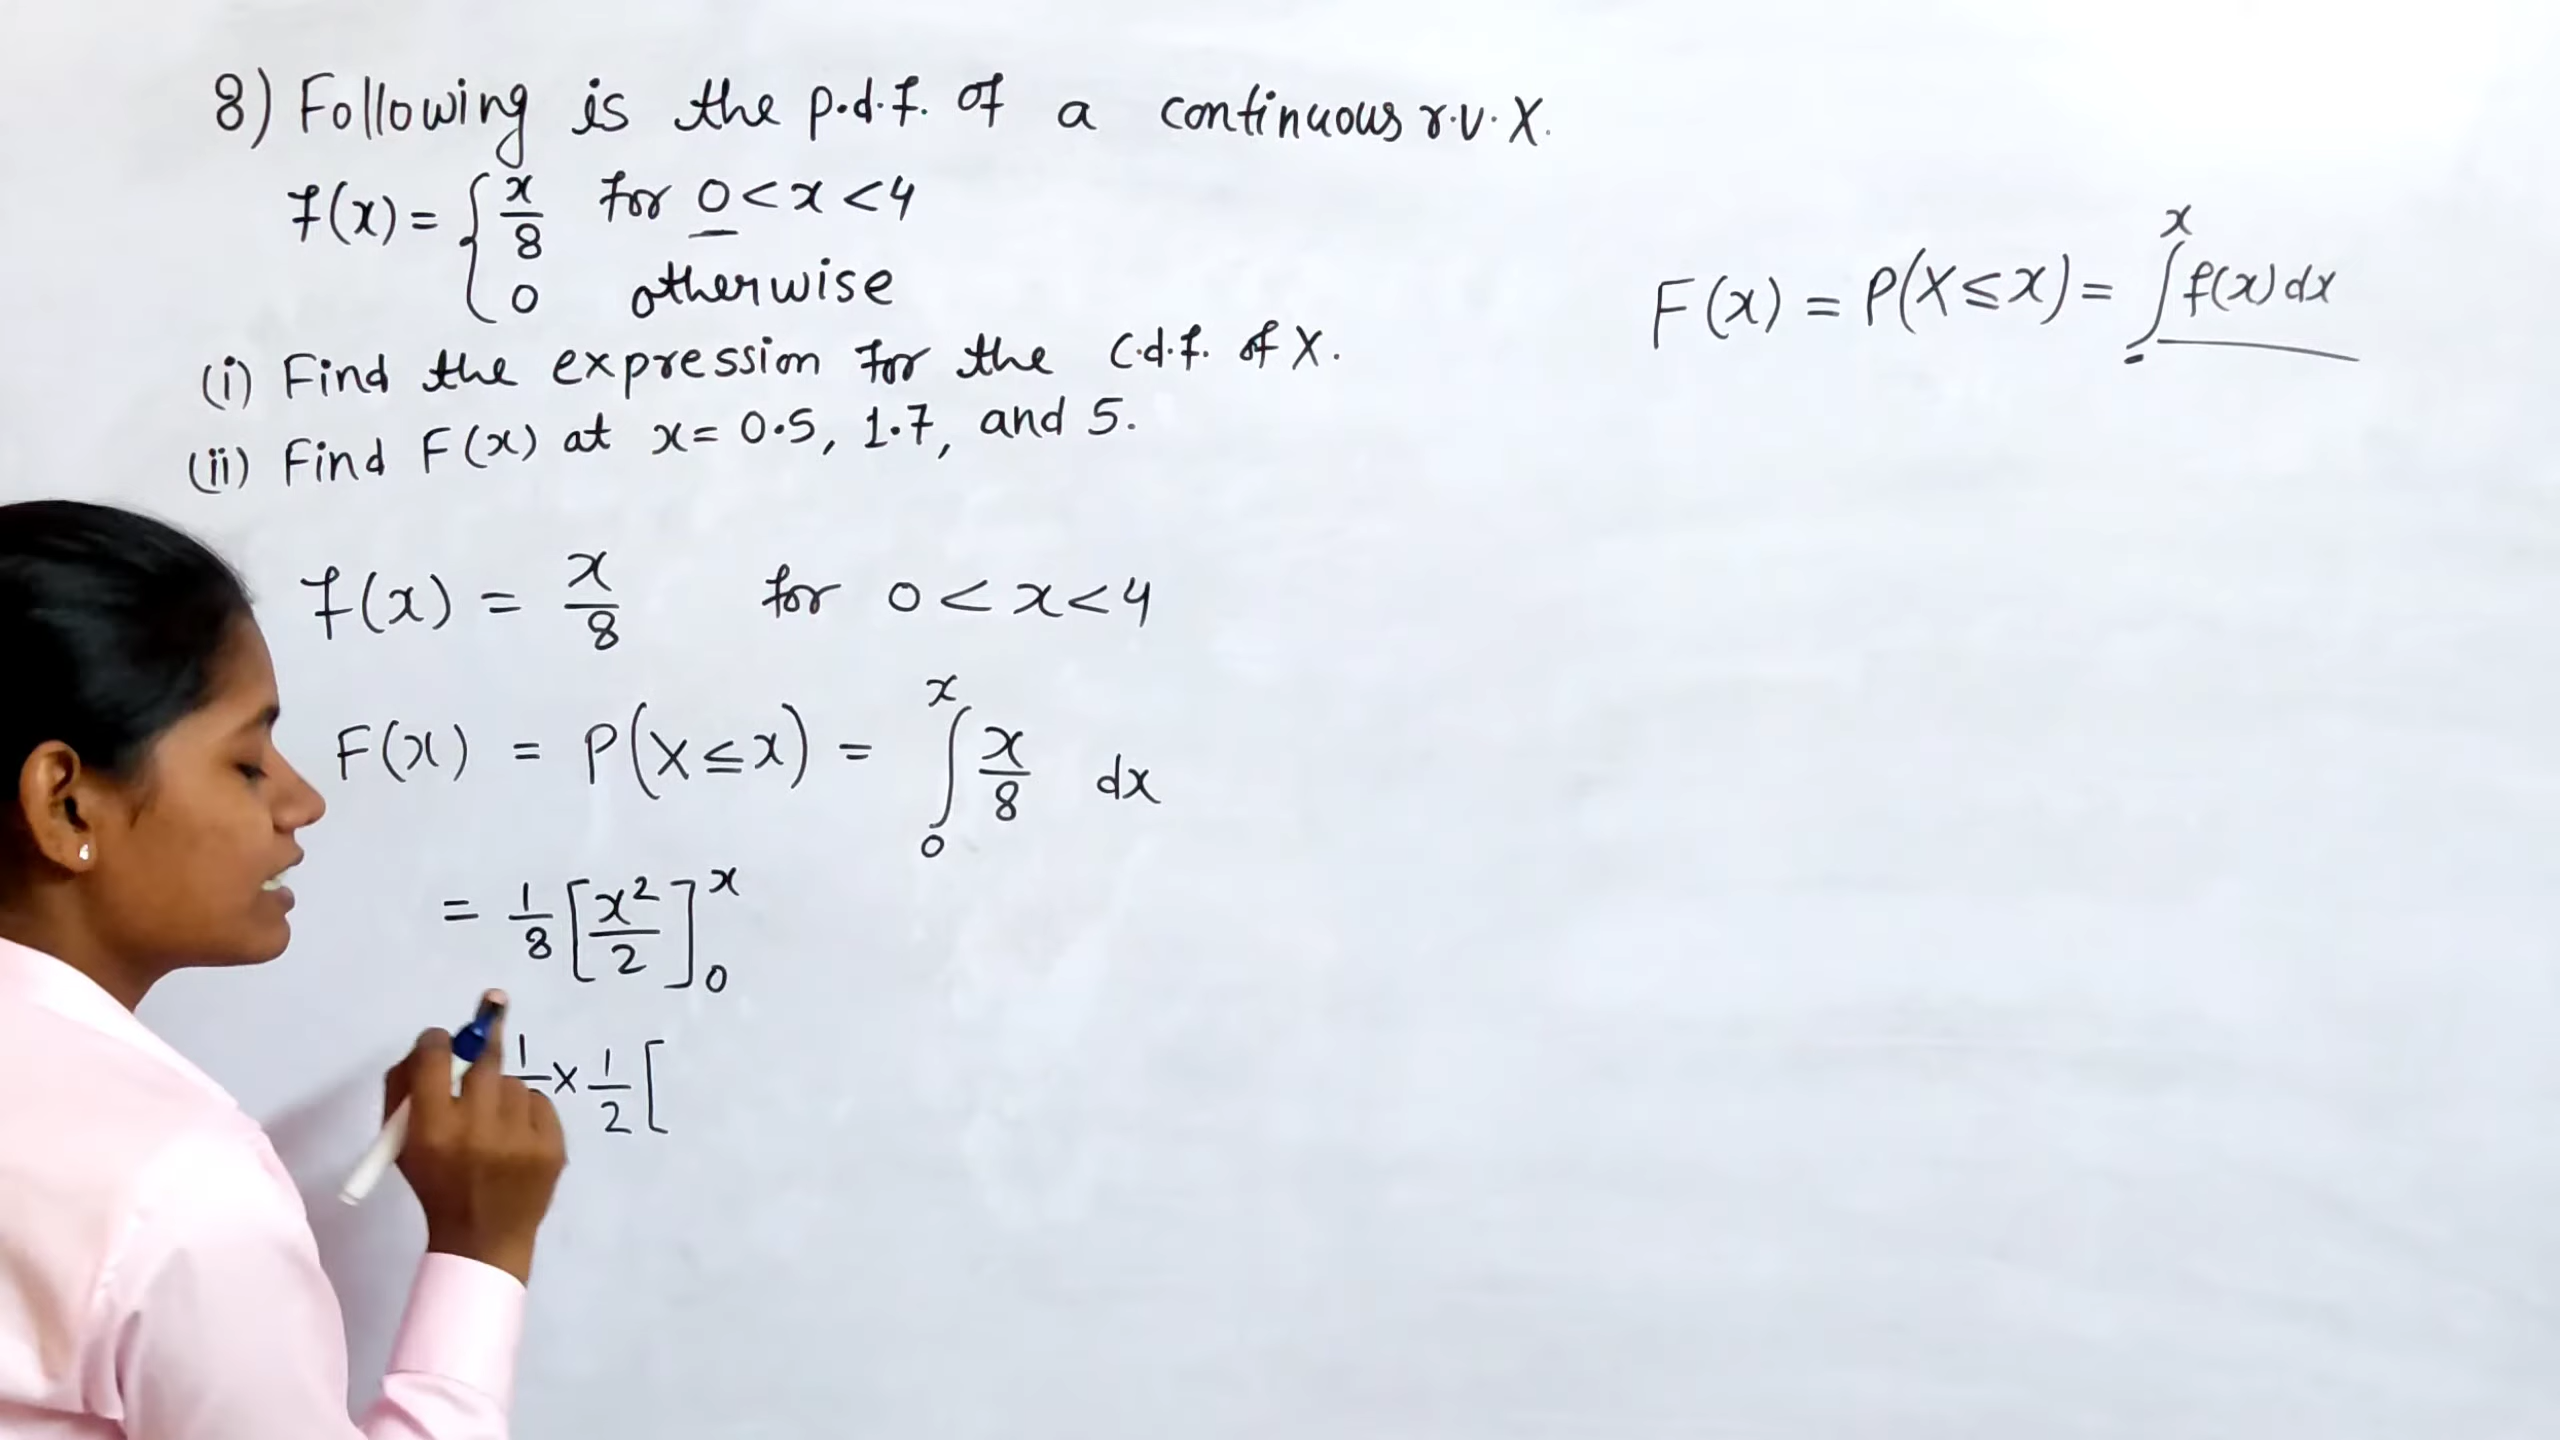 8) Following is the p.d.f. of a continuous r.v. X.
f(x) = { x/8 for 0 < x < 4
0 otherwise
(i) Find the expression for the c.d.f. of X.
(ii) Find F(x) at x = 0.5, 1.7, and 5.
f(x) = x/8 for 0 < x < 4
F(x) = P(X ≤ x) = ∫₀ˣ x/8 dx
= 1/8 [x²/2]₀ˣ
× 1/2 [
F(x) = P(X ≤ x) = ∫ˣ f(x) dx